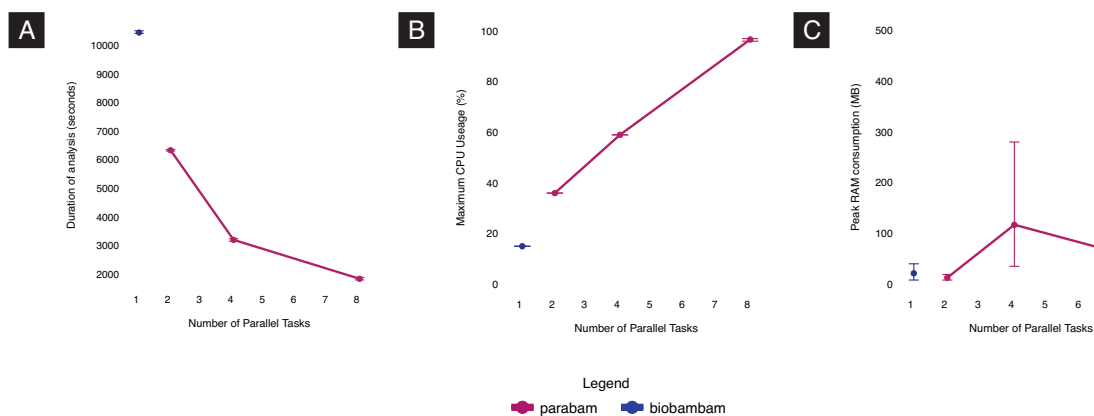 A
10000
9000
8000
7000
6000
5000
4000
3000
2000
Duration of analysis (seconds)
1 2 3 4 5 6 7 8
Number of Parallel Tasks
B
100
80
60
40
20
0
Maximum CPU Useage (%)
1 2 3 4 5 6 7 8
Number of Parallel Tasks
C
500
400
300
200
100
0
Peak RAM consumption (MB)
1 2 3 4 5 6
Number of Parallel Tasks
Legend
parabam biobambam